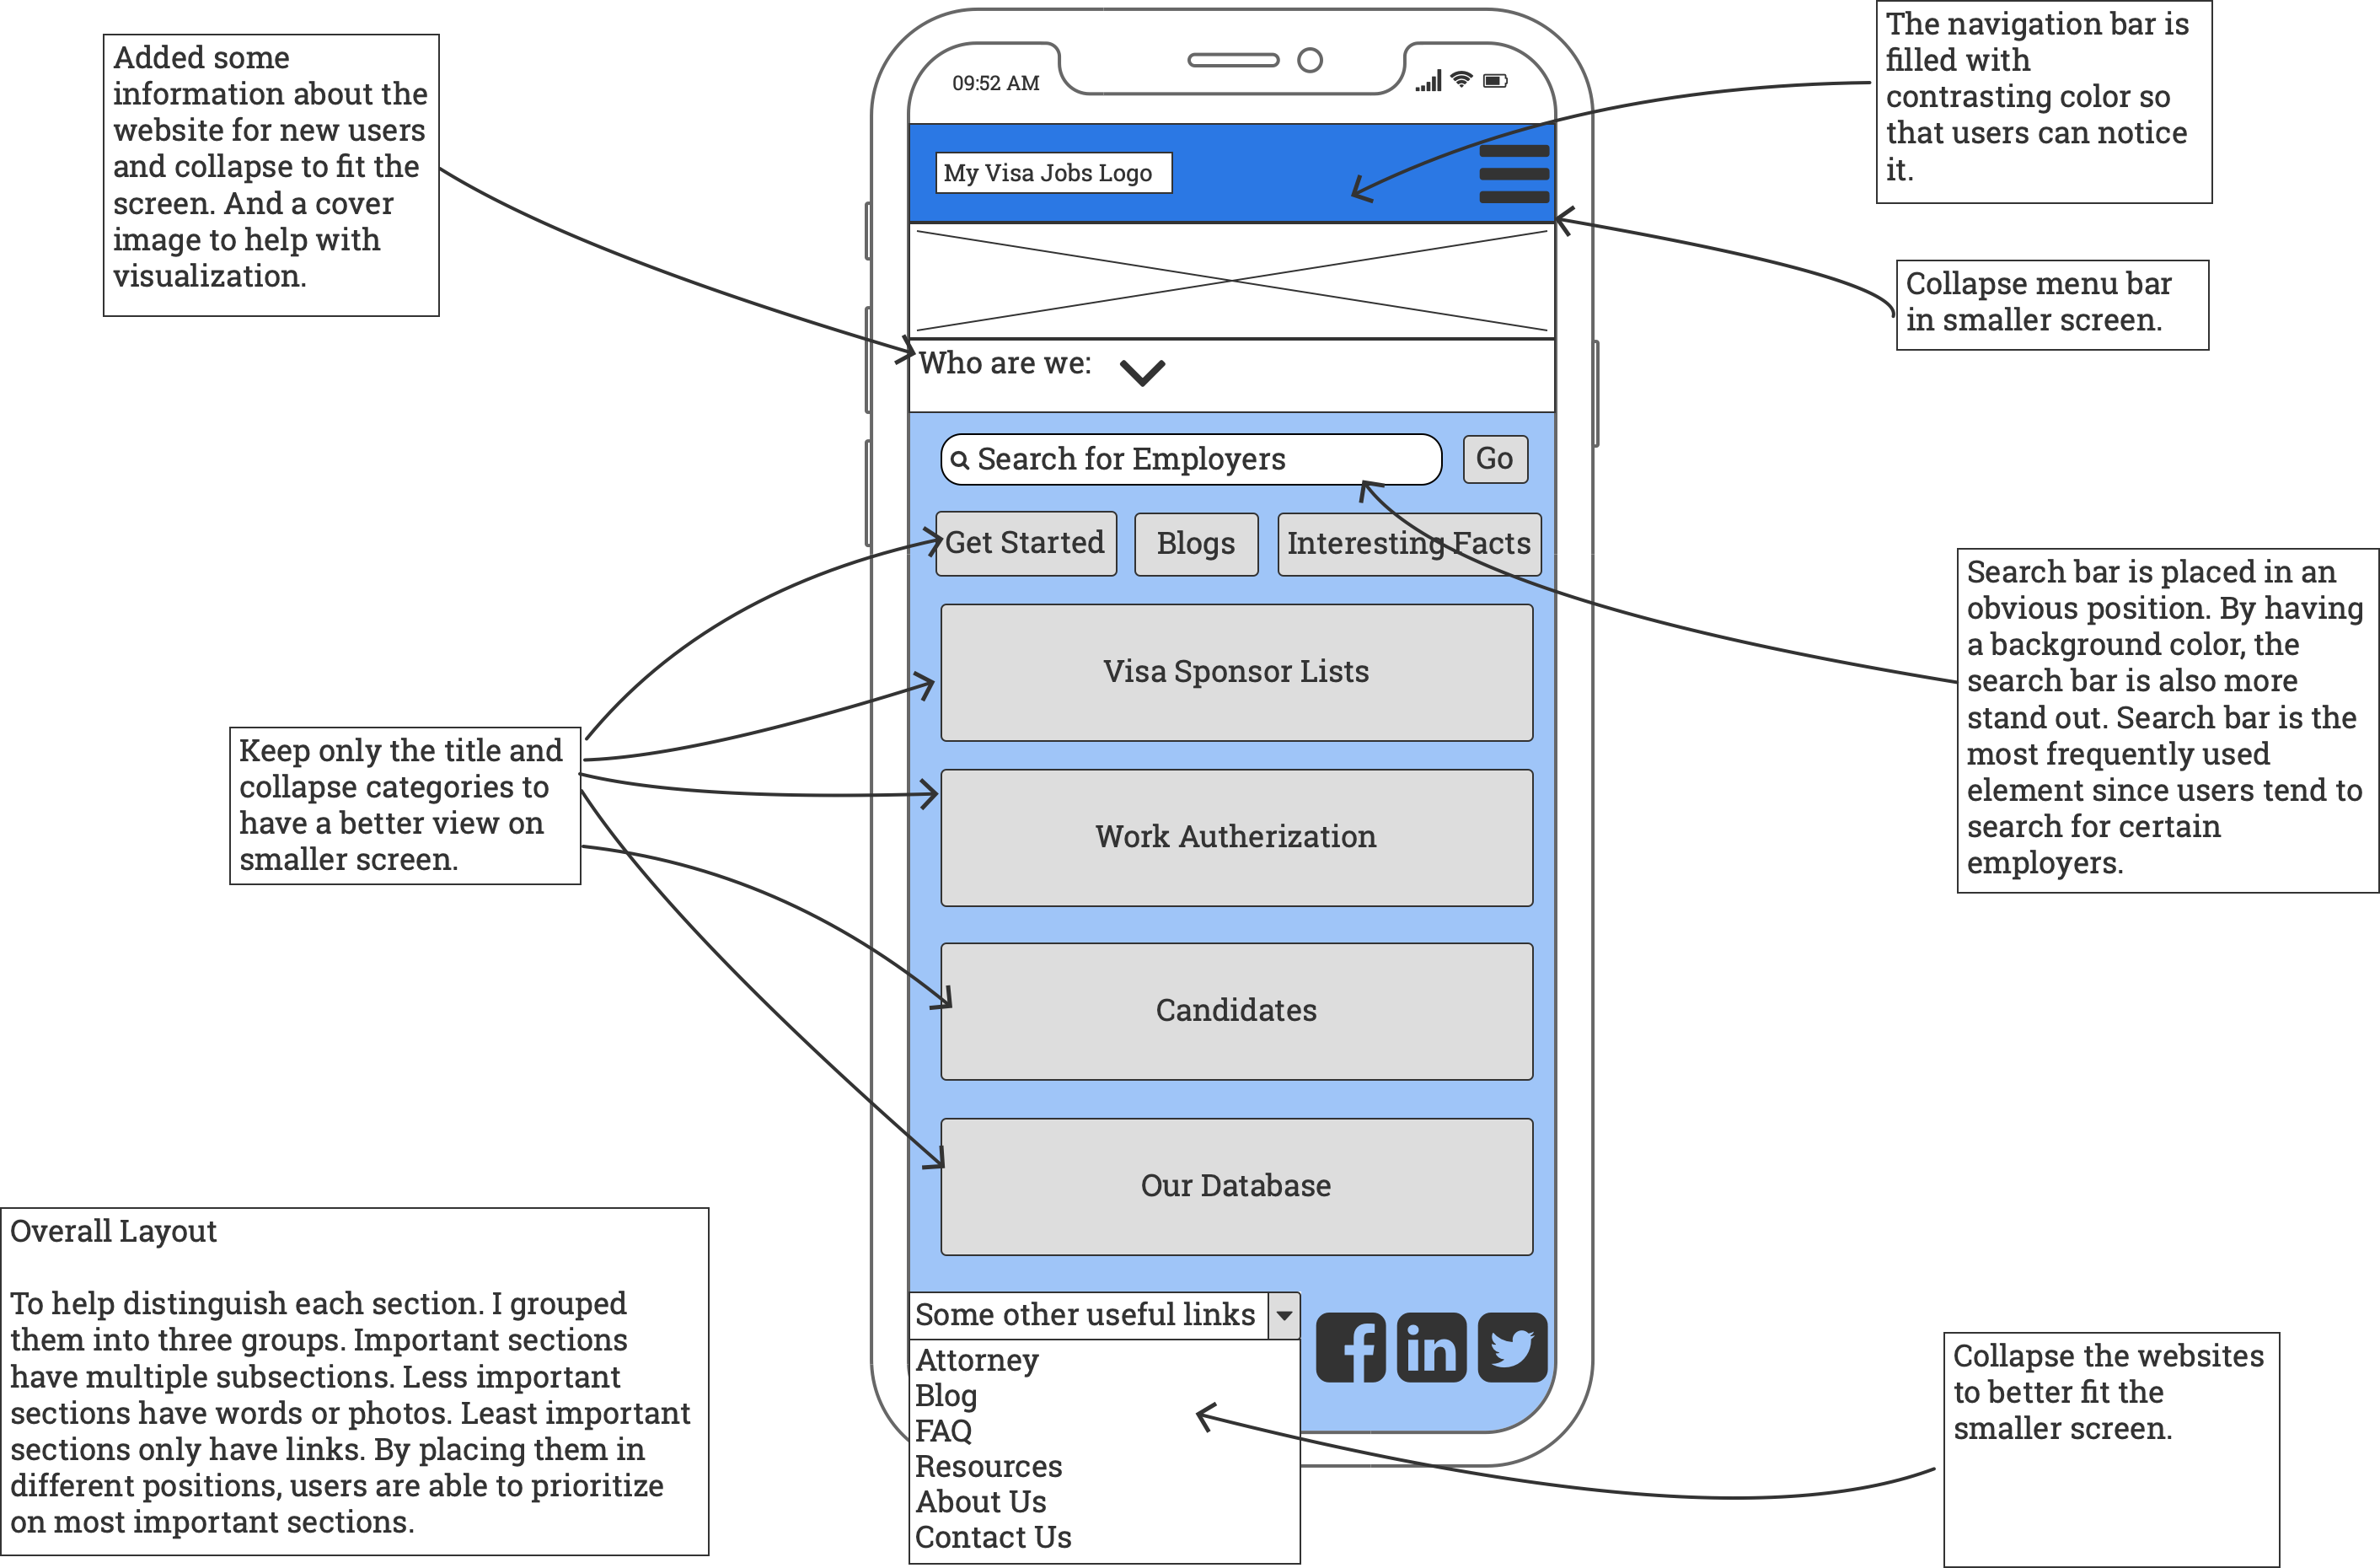 Added some
information about the
website for new users
and collapse to fit the
screen. And a cover
image to help with
visualization.
The navigation bar is
filled with
contrasting color so
that users can notice
it.
Collapse menu bar
in smaller screen.
09:52 AM
My Visa Jobs Logo
Who are we:
Search for Employers
Go
Get Started
Blogs
Interesting Facts
Visa Sponsor Lists
Work Autherization
Candidates
Our Database
Some other useful links
Attorney
Blog
FAQ
Resources
About Us
Contact Us
Search bar is placed in an
obvious position. By having
a background color, the
search bar is also more
stand out. Search bar is the
most frequently used
element since users tend to
search for certain
employers.
Keep only the title and
collapse categories to
have a better view on
smaller screen.
Overall Layout
To help distinguish each section. I grouped
them into three groups. Important sections
have multiple subsections. Less important
sections have words or photos. Least important
sections only have links. By placing them in
different positions, users are able to prioritize
on most important sections.
Collapse the websites
to better fit the
smaller screen.